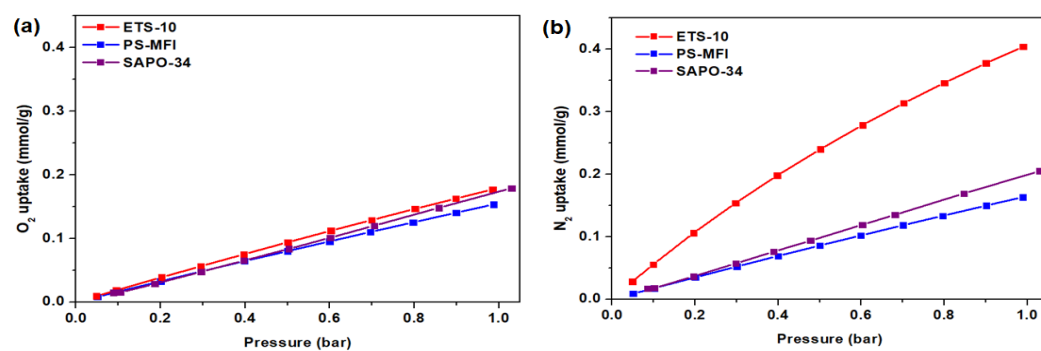 (a)
ETS-10
PS-MFI
SAPO-34
O2 uptake (mmol/g)
0.4
0.3
0.2
0.1
0.0
0.0 0.2 0.4 0.6 0.8 1.0
Pressure (bar)
(b)
ETS-10
PS-MFI
SAPO-34
N2 uptake (mmol/g)
0.4
0.3
0.2
0.1
0.0
0.0 0.2 0.4 0.6 0.8 1.0
Pressure (bar)